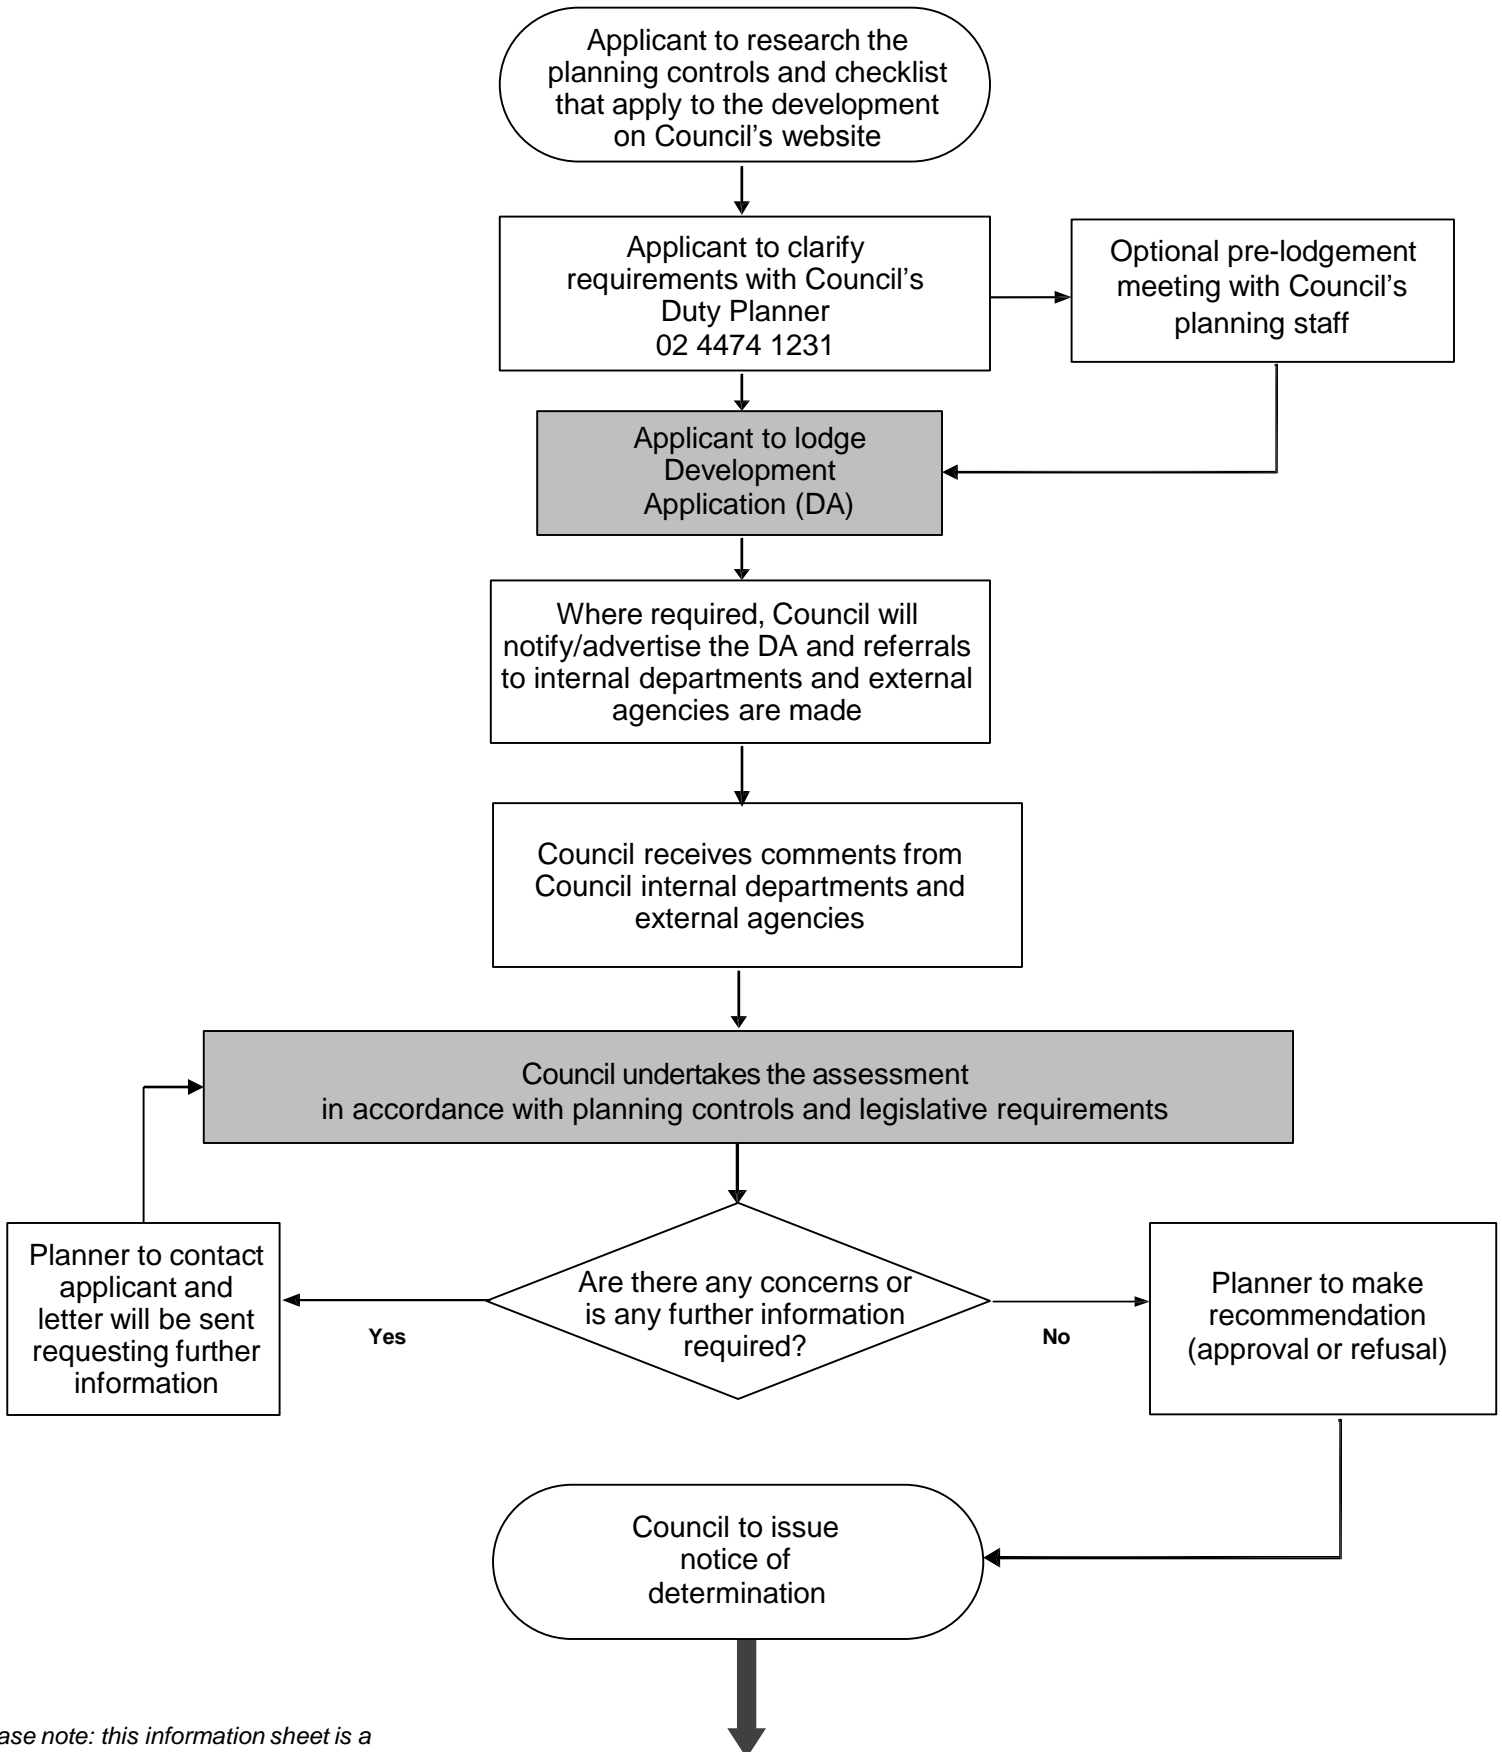 Applicant to research the
planning controls and checklist
that apply to the development
on Council's website
Applicant to clarify
requirements with Council's
Duty Planner
02 4474 1231
Optional pre-lodgement
meeting with Council's
planning staff
Applicant to lodge
Development
Application (DA)
Where required, Council will
notify/advertise the DA and referrals
to internal departments and external
agencies are made
Council receives comments from
Council internal departments and
external agencies
Council undertakes the assessment
in accordance with planning controls and legislative requirements
Planner to contact
applicant and
letter will be sent
requesting further
information
Yes
Are there any concerns or
is any further information
required?
No
Planner to make
recommendation
(approval or refusal)
Council to issue
notice of
determination
ase note: this information sheet is a